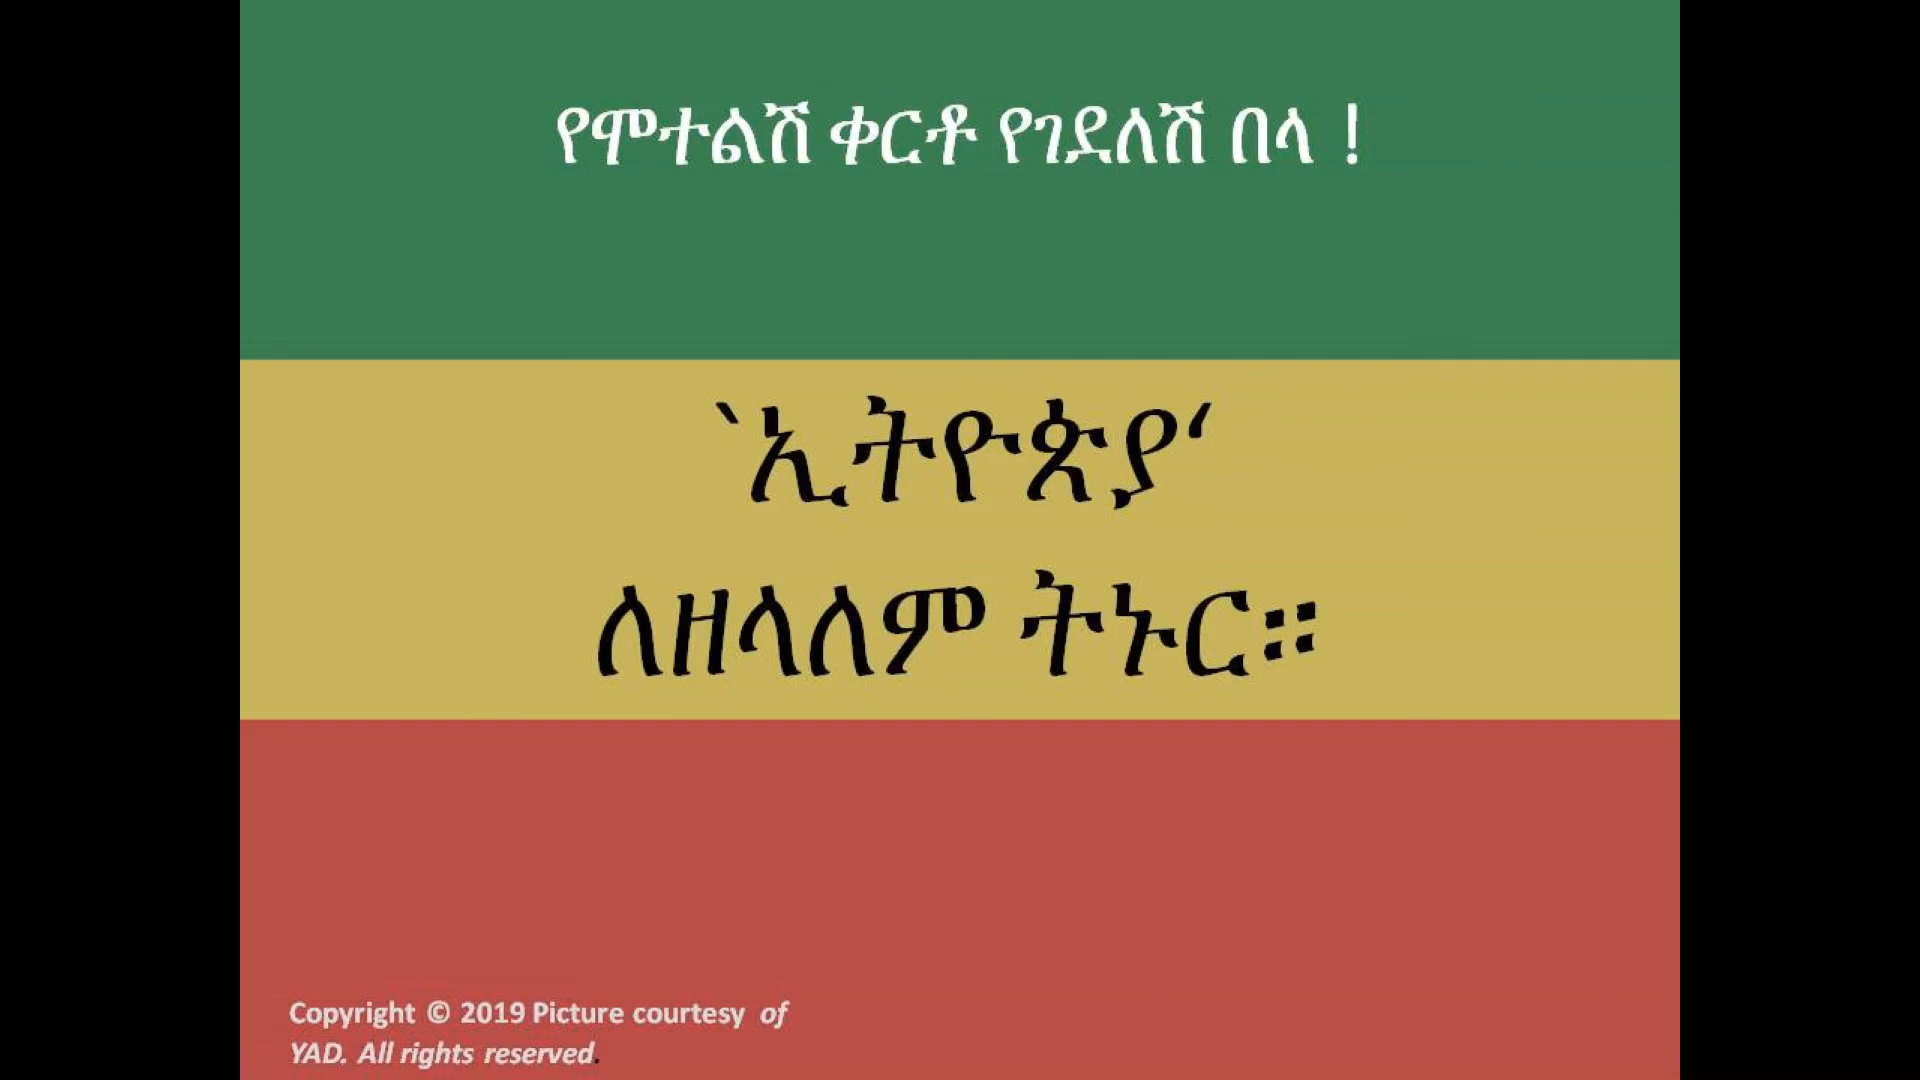 የሞተልሽ ቀርቶ የገደለሽ በላ !
`ኢትዮጵያ‘
ለዘላለም ትኑር።
Copyright © 2019 Picture courtesy of
YAD. All rights reserved.